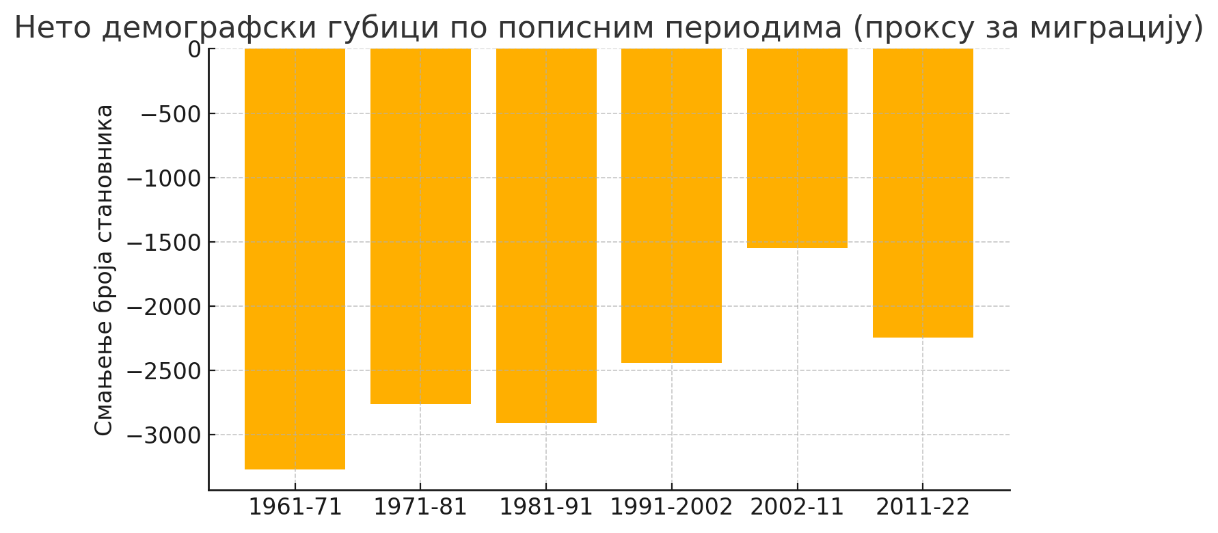 Нето демографски губици по пописним периодима (проксу за миграцију)
Смањење броја становника
0
−500
−1000
−1500
−2000
−2500
−3000
1961-71 1971-81 1981-91 1991-2002 2002-11 2011-22